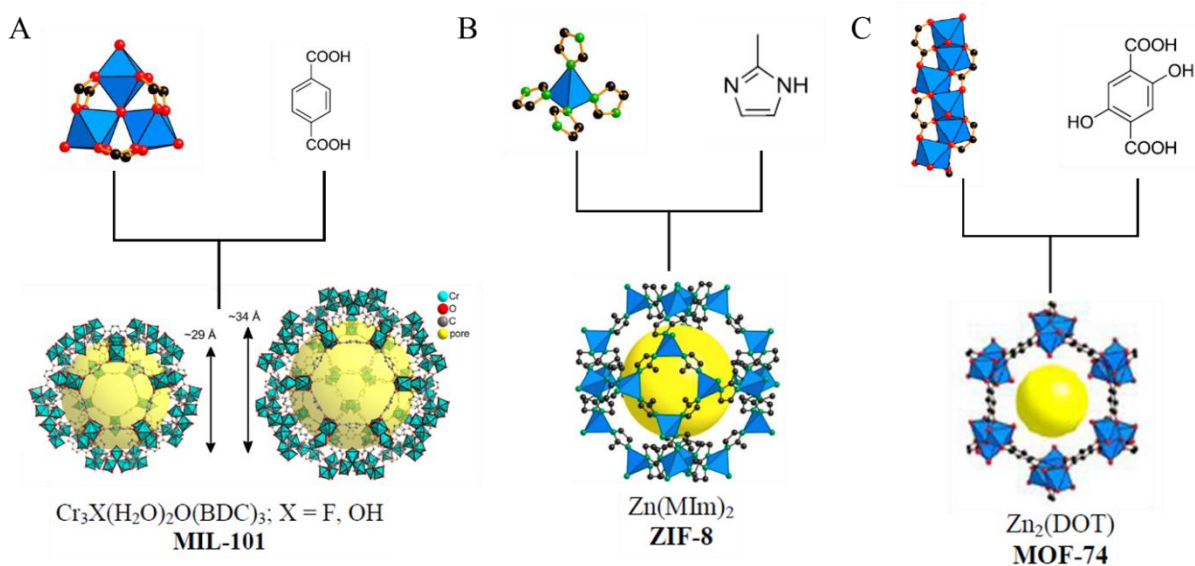 A
B
C
COOH
COOH
N
NH
COOH
OH
HO
COOH
~29 Å
~34 Å
Cr
O
C
pore
Cr₃X(H₂O)₂O(BDC)₃; X = F, OH
MIL-101
Zn(MIm)₂
ZIF-8
Zn₂(DOT)
MOF-74